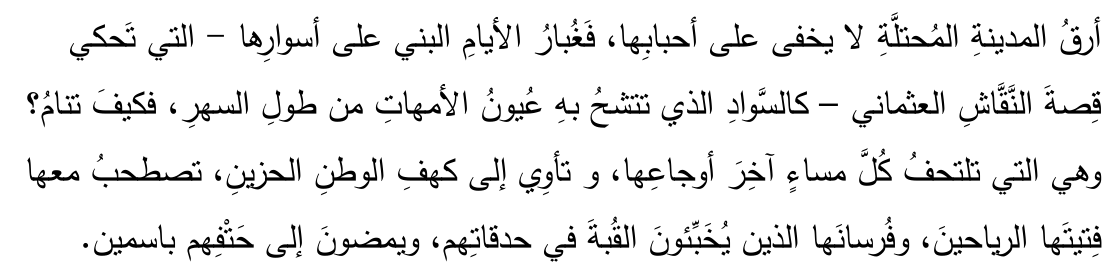 أرقُ المدينةِ المُحتلَّةِ لا يخفى على أحبابِها، فَغُبارُ الأيامِ البني على أسوارِها – التي تَحكي
قِصةَ النَّقَّاشِ العثماني – كالسَّوادِ الذي تتشحُ بهِ عُيونُ الأمهاتِ من طولِ السهرِ، فكيفَ تنامُ؟
وهي التي تلتحفُ كُلَّ مساءٍ آخِرَ أوجاعِها، و تأوِي إلى كهفِ الوطنِ الحزينِ، تصطحبُ معها
فِتيتَها الرياحينَ، وفُرسانَها الذين يُخَبِّئونَ القُبةَ في حدقاتِهم، ويمضونَ إلى حَتْفِهم باسمين.